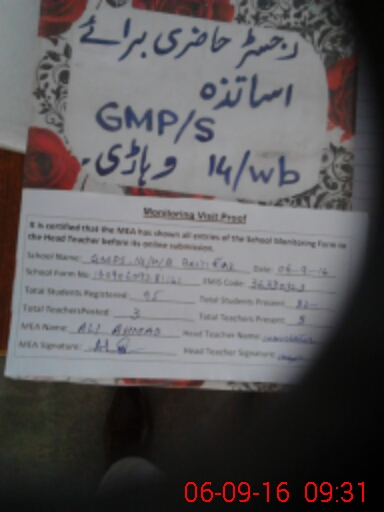 رجسٹر حاضری برائے
اساتذہ
GMP/S
14/wb وہاڑی۔
Monitoring Visit Proof
It is certified that the MEA has shown all entries of the School Monitoring Form to
the Head Teacher before its online submission.
School Name: GMPS 14/WB Date: 06-9-16
School Form No: EMIS Code:
Total Students Registered: 95 Total Students Present:
Total Teachers Posted: 3 Total Teachers Present: 3
MEA Name: ALI AHMAD Head Teacher Name:
MEA Signature: Head Teacher Signature:
06-09-16 09:31